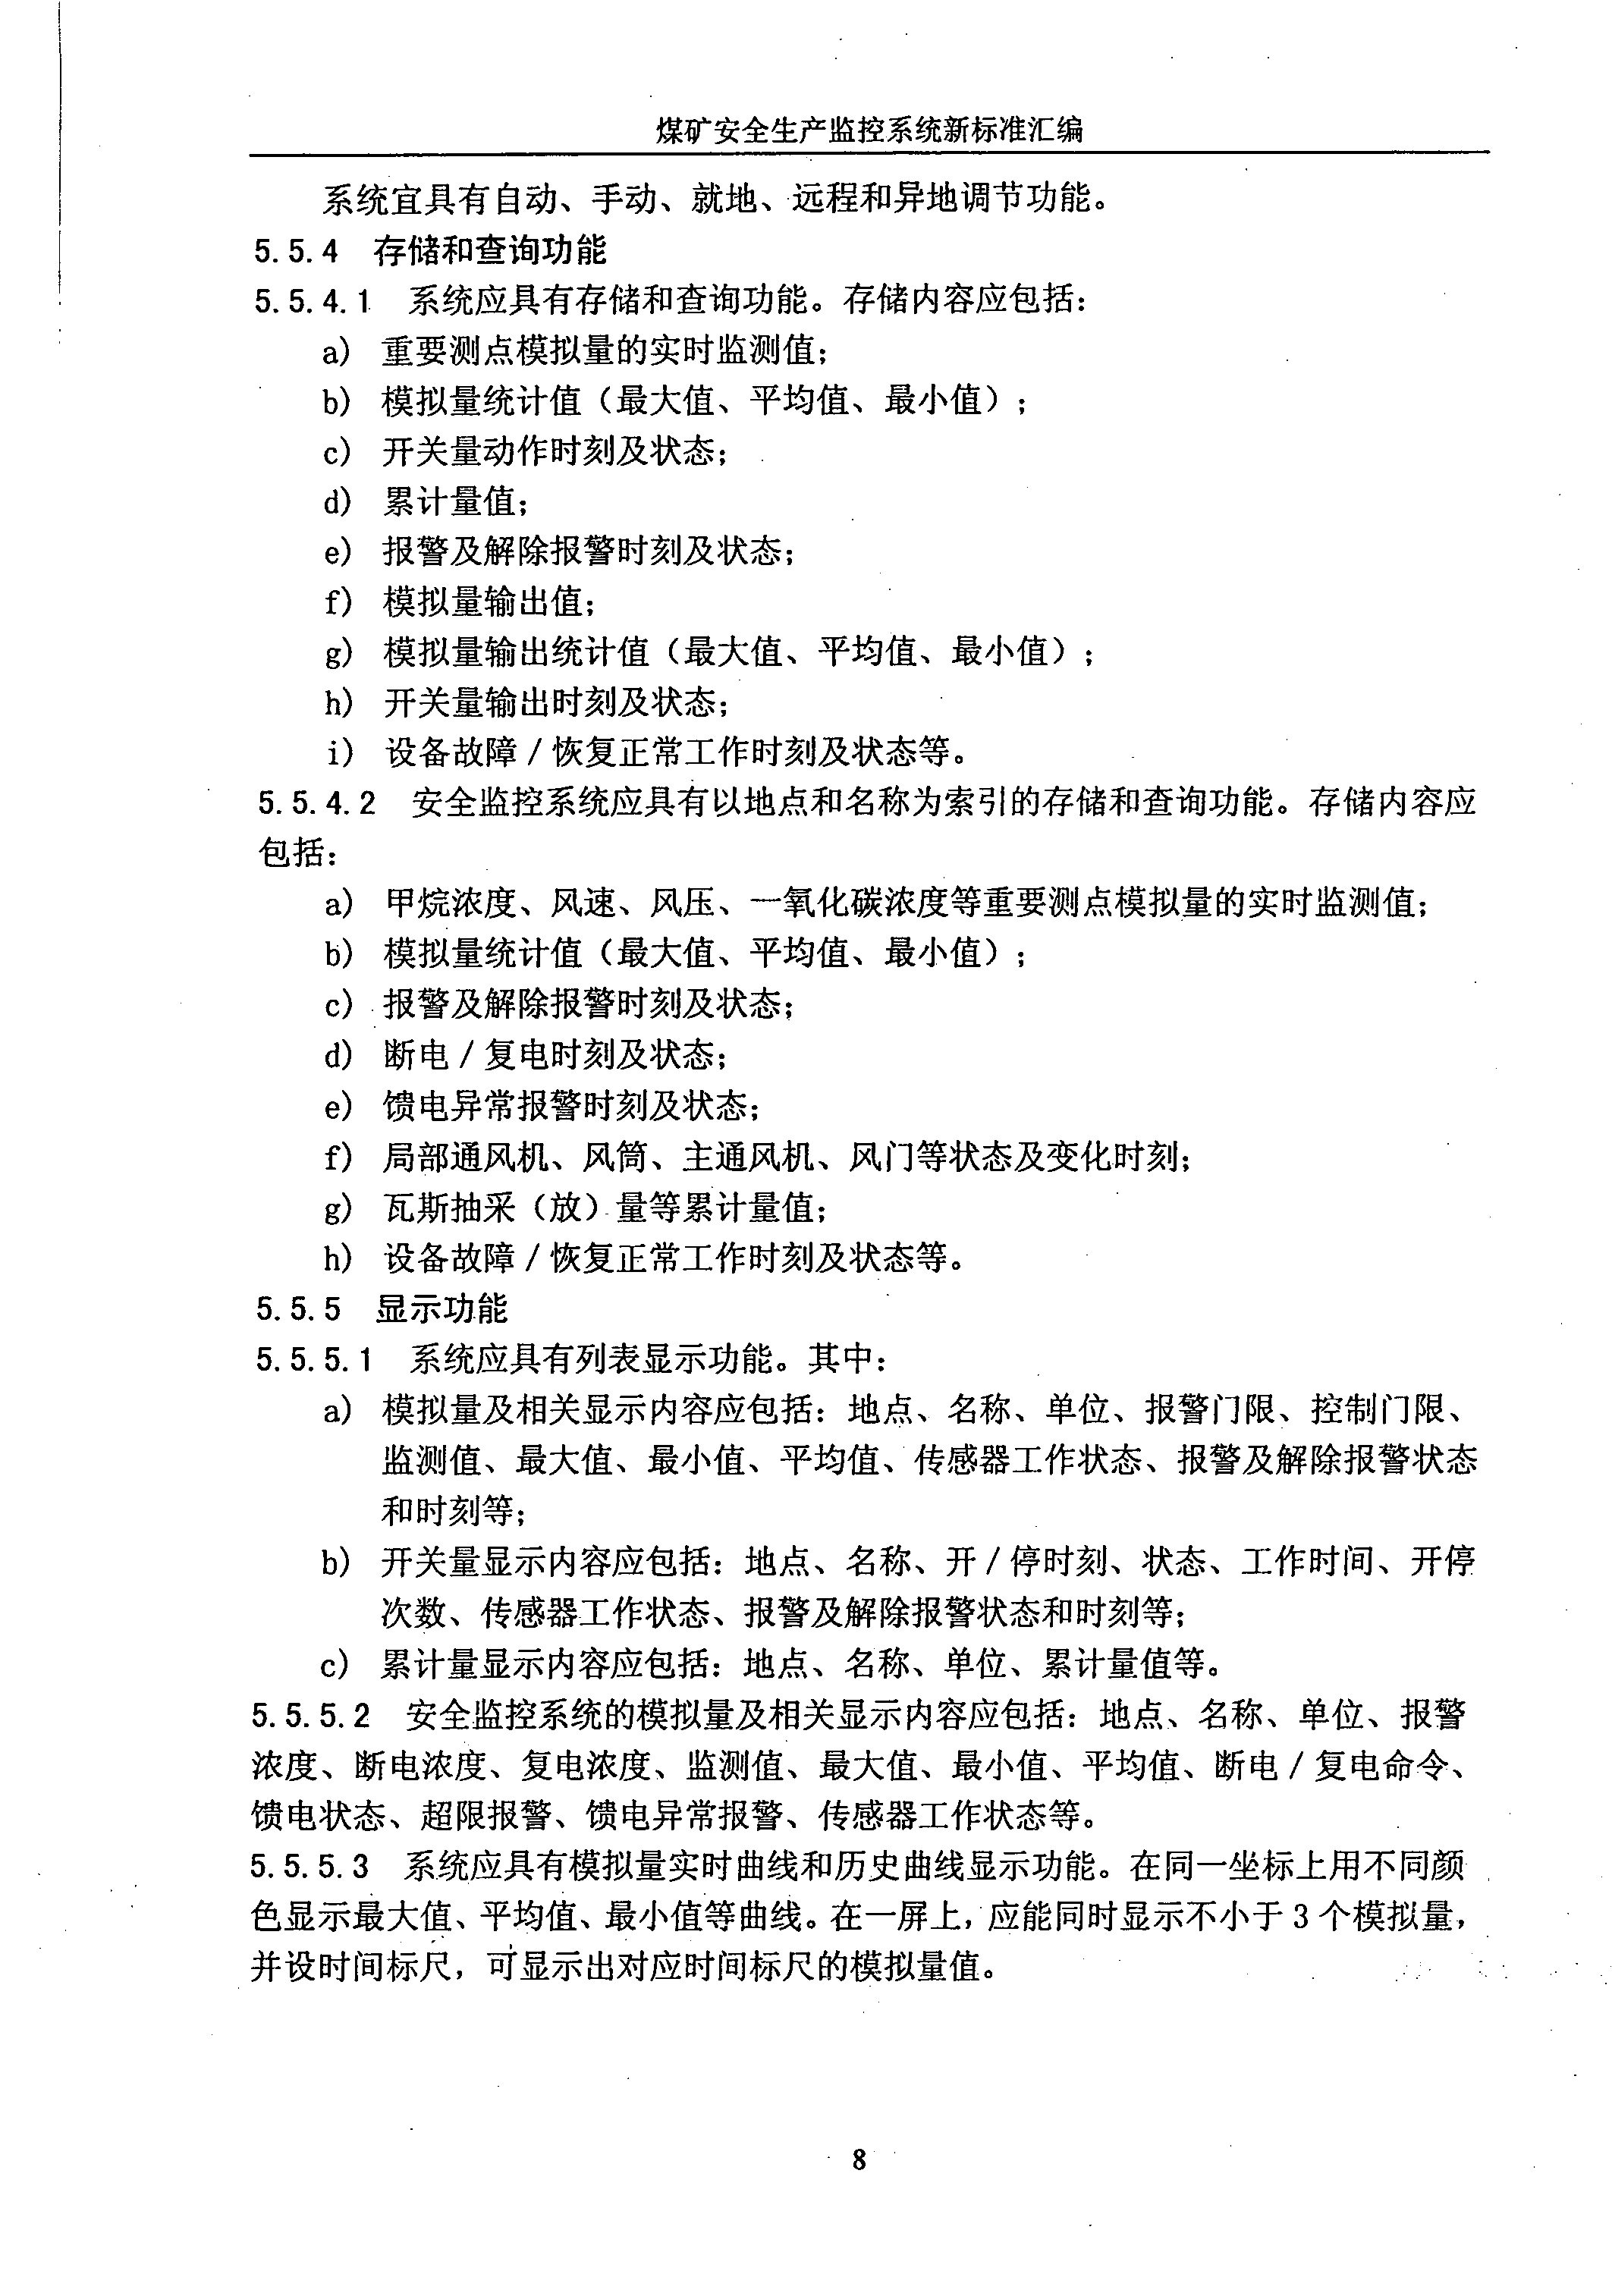 煤矿安全生产监控系统新标准汇编
系统宜具有自动、手动、就地、远程和异地调节功能。
5.5.4 存储和查询功能
5.5.4.1 系统应具有存储和查询功能。存储内容应包括：
a) 重要测点模拟量的实时监测值；
b) 模拟量统计值（最大值、平均值、最小值）；
c) 开关量动作时刻及状态；
d) 累计量值；
e) 报警及解除报警时刻及状态；
f) 模拟量输出值；
g) 模拟量输出统计值（最大值、平均值、最小值）；
h) 开关量输出时刻及状态；
i) 设备故障/恢复正常工作时刻及状态等。
5.5.4.2 安全监控系统应具有以地点和名称为索引的存储和查询功能。存储内容应
包括：
a) 甲烷浓度、风速、风压、一氧化碳浓度等重要测点模拟量的实时监测值；
b) 模拟量统计值（最大值、平均值、最小值）；
c) 报警及解除报警时刻及状态；
d) 断电/复电时刻及状态；
e) 馈电异常报警时刻及状态；
f) 局部通风机、风筒、主通风机、风门等状态及变化时刻；
g) 瓦斯抽采（放）量等累计量值；
h) 设备故障/恢复正常工作时刻及状态等。
5.5.5 显示功能
5.5.5.1 系统应具有列表显示功能。其中：
a) 模拟量及相关显示内容应包括：地点、名称、单位、报警门限、控制门限、
监测值、最大值、最小值、平均值、传感器工作状态、报警及解除报警状态
和时刻等；
b) 开关量显示内容应包括：地点、名称、开/停时刻、状态、工作时间、开停
次数、传感器工作状态、报警及解除报警状态和时刻等；
c) 累计量显示内容应包括：地点、名称、单位、累计量值等。
5.5.5.2 安全监控系统的模拟量及相关显示内容应包括：地点、名称、单位、报警
浓度、断电浓度、复电浓度、监测值、最大值、最小值、平均值、断电/复电命令、
馈电状态、超限报警、馈电异常报警、传感器工作状态等。
5.5.5.3 系统应具有模拟量实时曲线和历史曲线显示功能。在同一坐标上用不同颜
色显示最大值、平均值、最小值等曲线。在一屏上，应能同时显示不小于3个模拟量，
并设时间标尺，可显示出对应时间标尺的模拟量值。
8